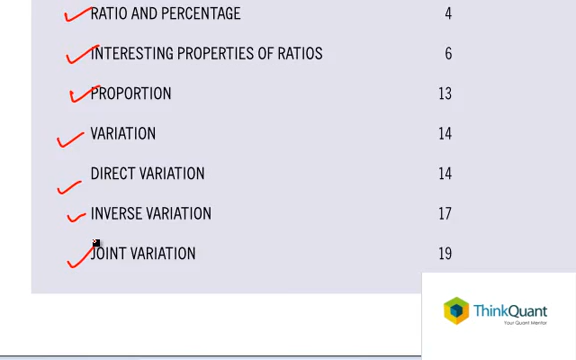 RATIO AND PERCENTAGE 4
INTERESTING PROPERTIES OF RATIOS 6
PROPORTION 13
VARIATION 14
DIRECT VARIATION 14
INVERSE VARIATION 17
JOINT VARIATION 19
ThinkQuant
Your Quant Mentor